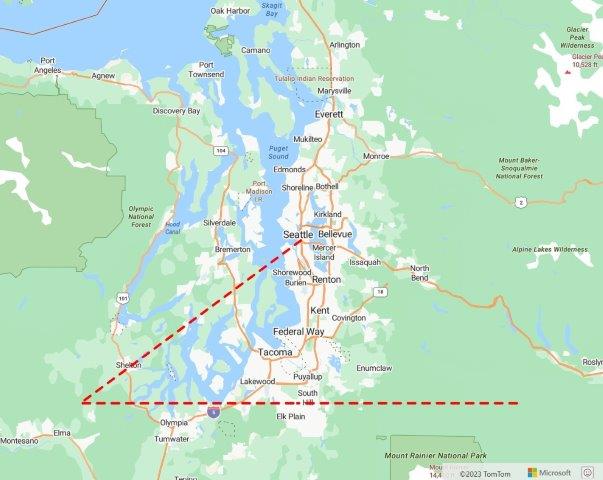 Oak Harbor
Skagit
Bay
Camano
Arlington
Glacier
Peak
Wilderness
Glacier Peak
10,528 ft
Port
Angeles
Agnew
Port
Townsend
Tulalip Indian Reservation
Marysville
Discovery Bay
Everett
Mukilteo
104
Puget
Sound
Monroe
Edmonds
Mount Baker-
Snoqualmie
National Forest
Shoreline
Bothell
Port
Madison
I.R.
2
Olympic
National
Forest
Hood
Canal
Silverdale
Kirkland
Seattle
Bellevue
Bremerton
Mercer
Island
Alpine Lakes Wilderness
Issaquah
North
Bend
Shorewood
Burien
Renton
101
18
Kent
Covington
Federal Way
Tacoma
Shelton
Enumclaw
Roslyn
Lakewood
Puyallup
South
Hill
Elk Plain
5
Olympia
Tumwater
Elma
Montesano
Tenino
Mount Rainier National Park
©2023 TomTom
Microsoft